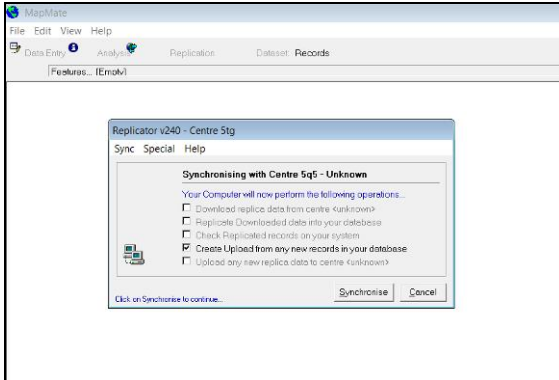 MapMate
File Edit View Help
Data Entry Analysis Replication Dataset: Records
Features... [Empty]
Replicator v240 - Centre 5tg
Sync Special Help
Synchronising with Centre 5q5 - Unknown
Your Computer will now perform the following operations...
Download replica data from centre <unknown>
Replicate Downloaded data into your database
Check Replicated records on your system
Create Upload from any new records in your database
Upload any new replica data to centre <unknown>
Click on Synchronise to continue...
Synchronise Cancel